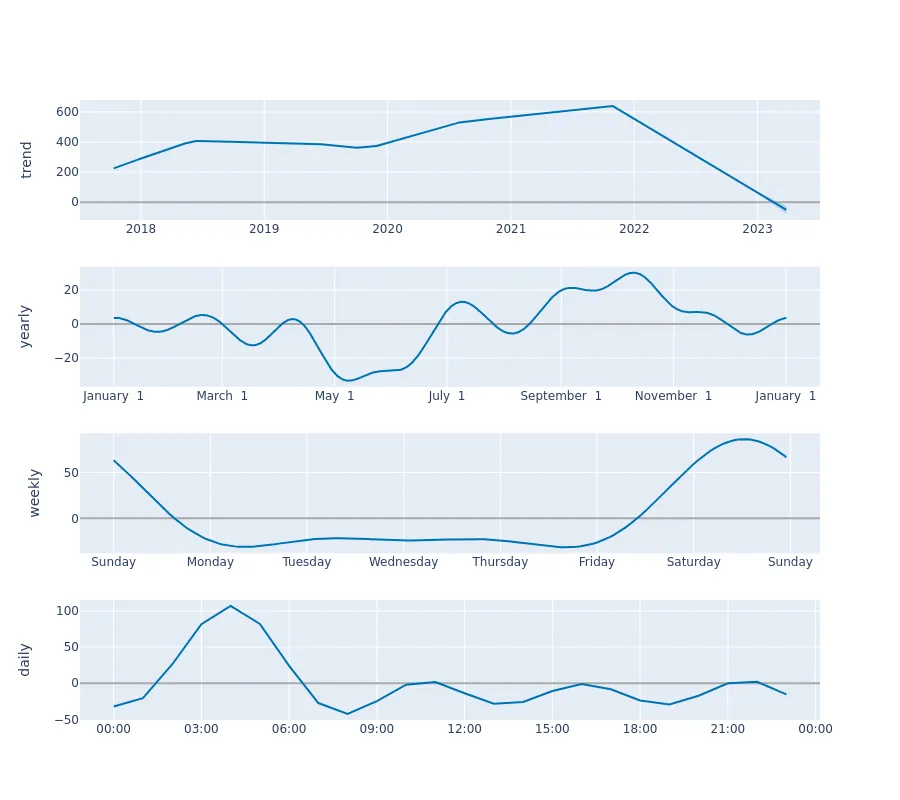 trend
600
400
200
0
2018 2019 2020 2021 2022 2023
yearly
20
0
−20
January 1 March 1 May 1 July 1 September 1 November 1 January 1
weekly
50
0
Sunday Monday Tuesday Wednesday Thursday Friday Saturday Sunday
daily
100
50
0
−50
00:00 03:00 06:00 09:00 12:00 15:00 18:00 21:00 00:00